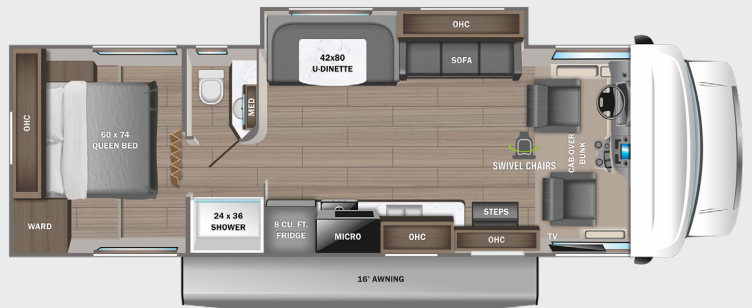 OHC
42x80
U-DINETTE
SOFA
MED
OHC
60 x 74
QUEEN BED
SWIVEL CHAIRS
CAB-OVER
BUNK
WARD
24 x 36
SHOWER
8 CU. FT.
FRIDGE
MICRO
OHC
STEPS
OHC
TV
16' AWNING